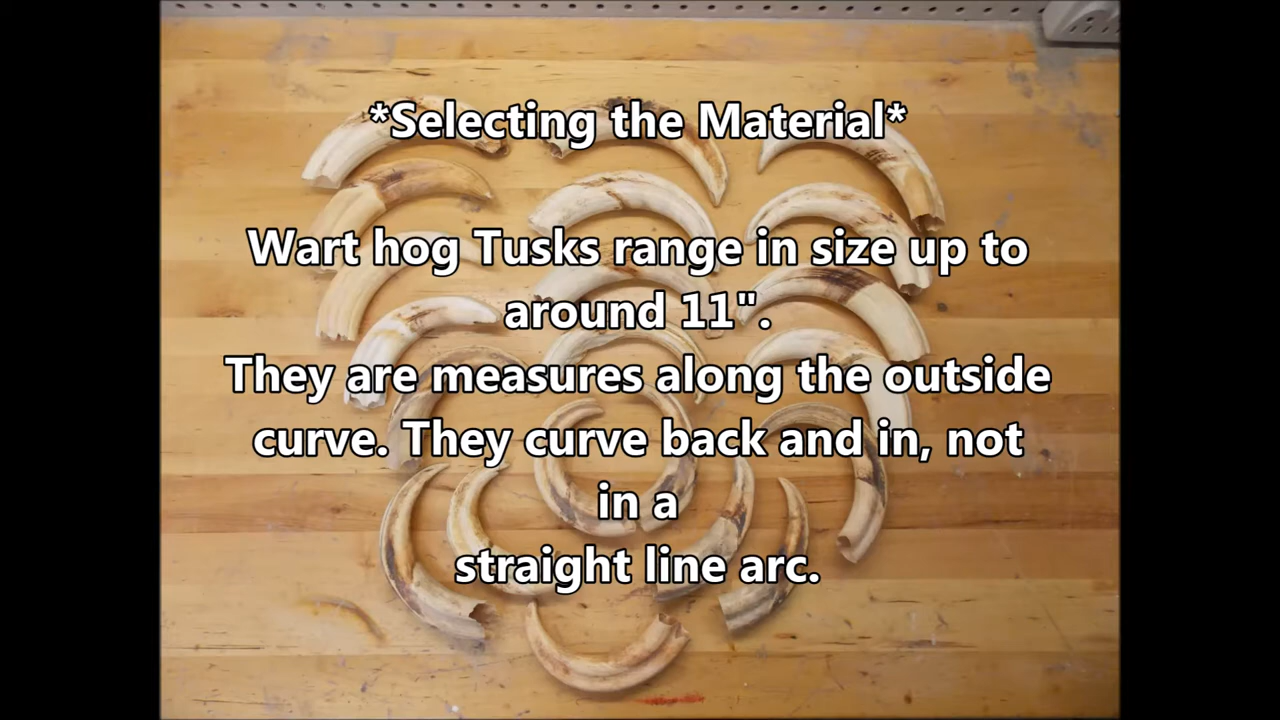 *Selecting the Material*
Wart hog Tusks range in size up to
around 11".
They are measures along the outside
curve. They curve back and in, not
in a
straight line arc.